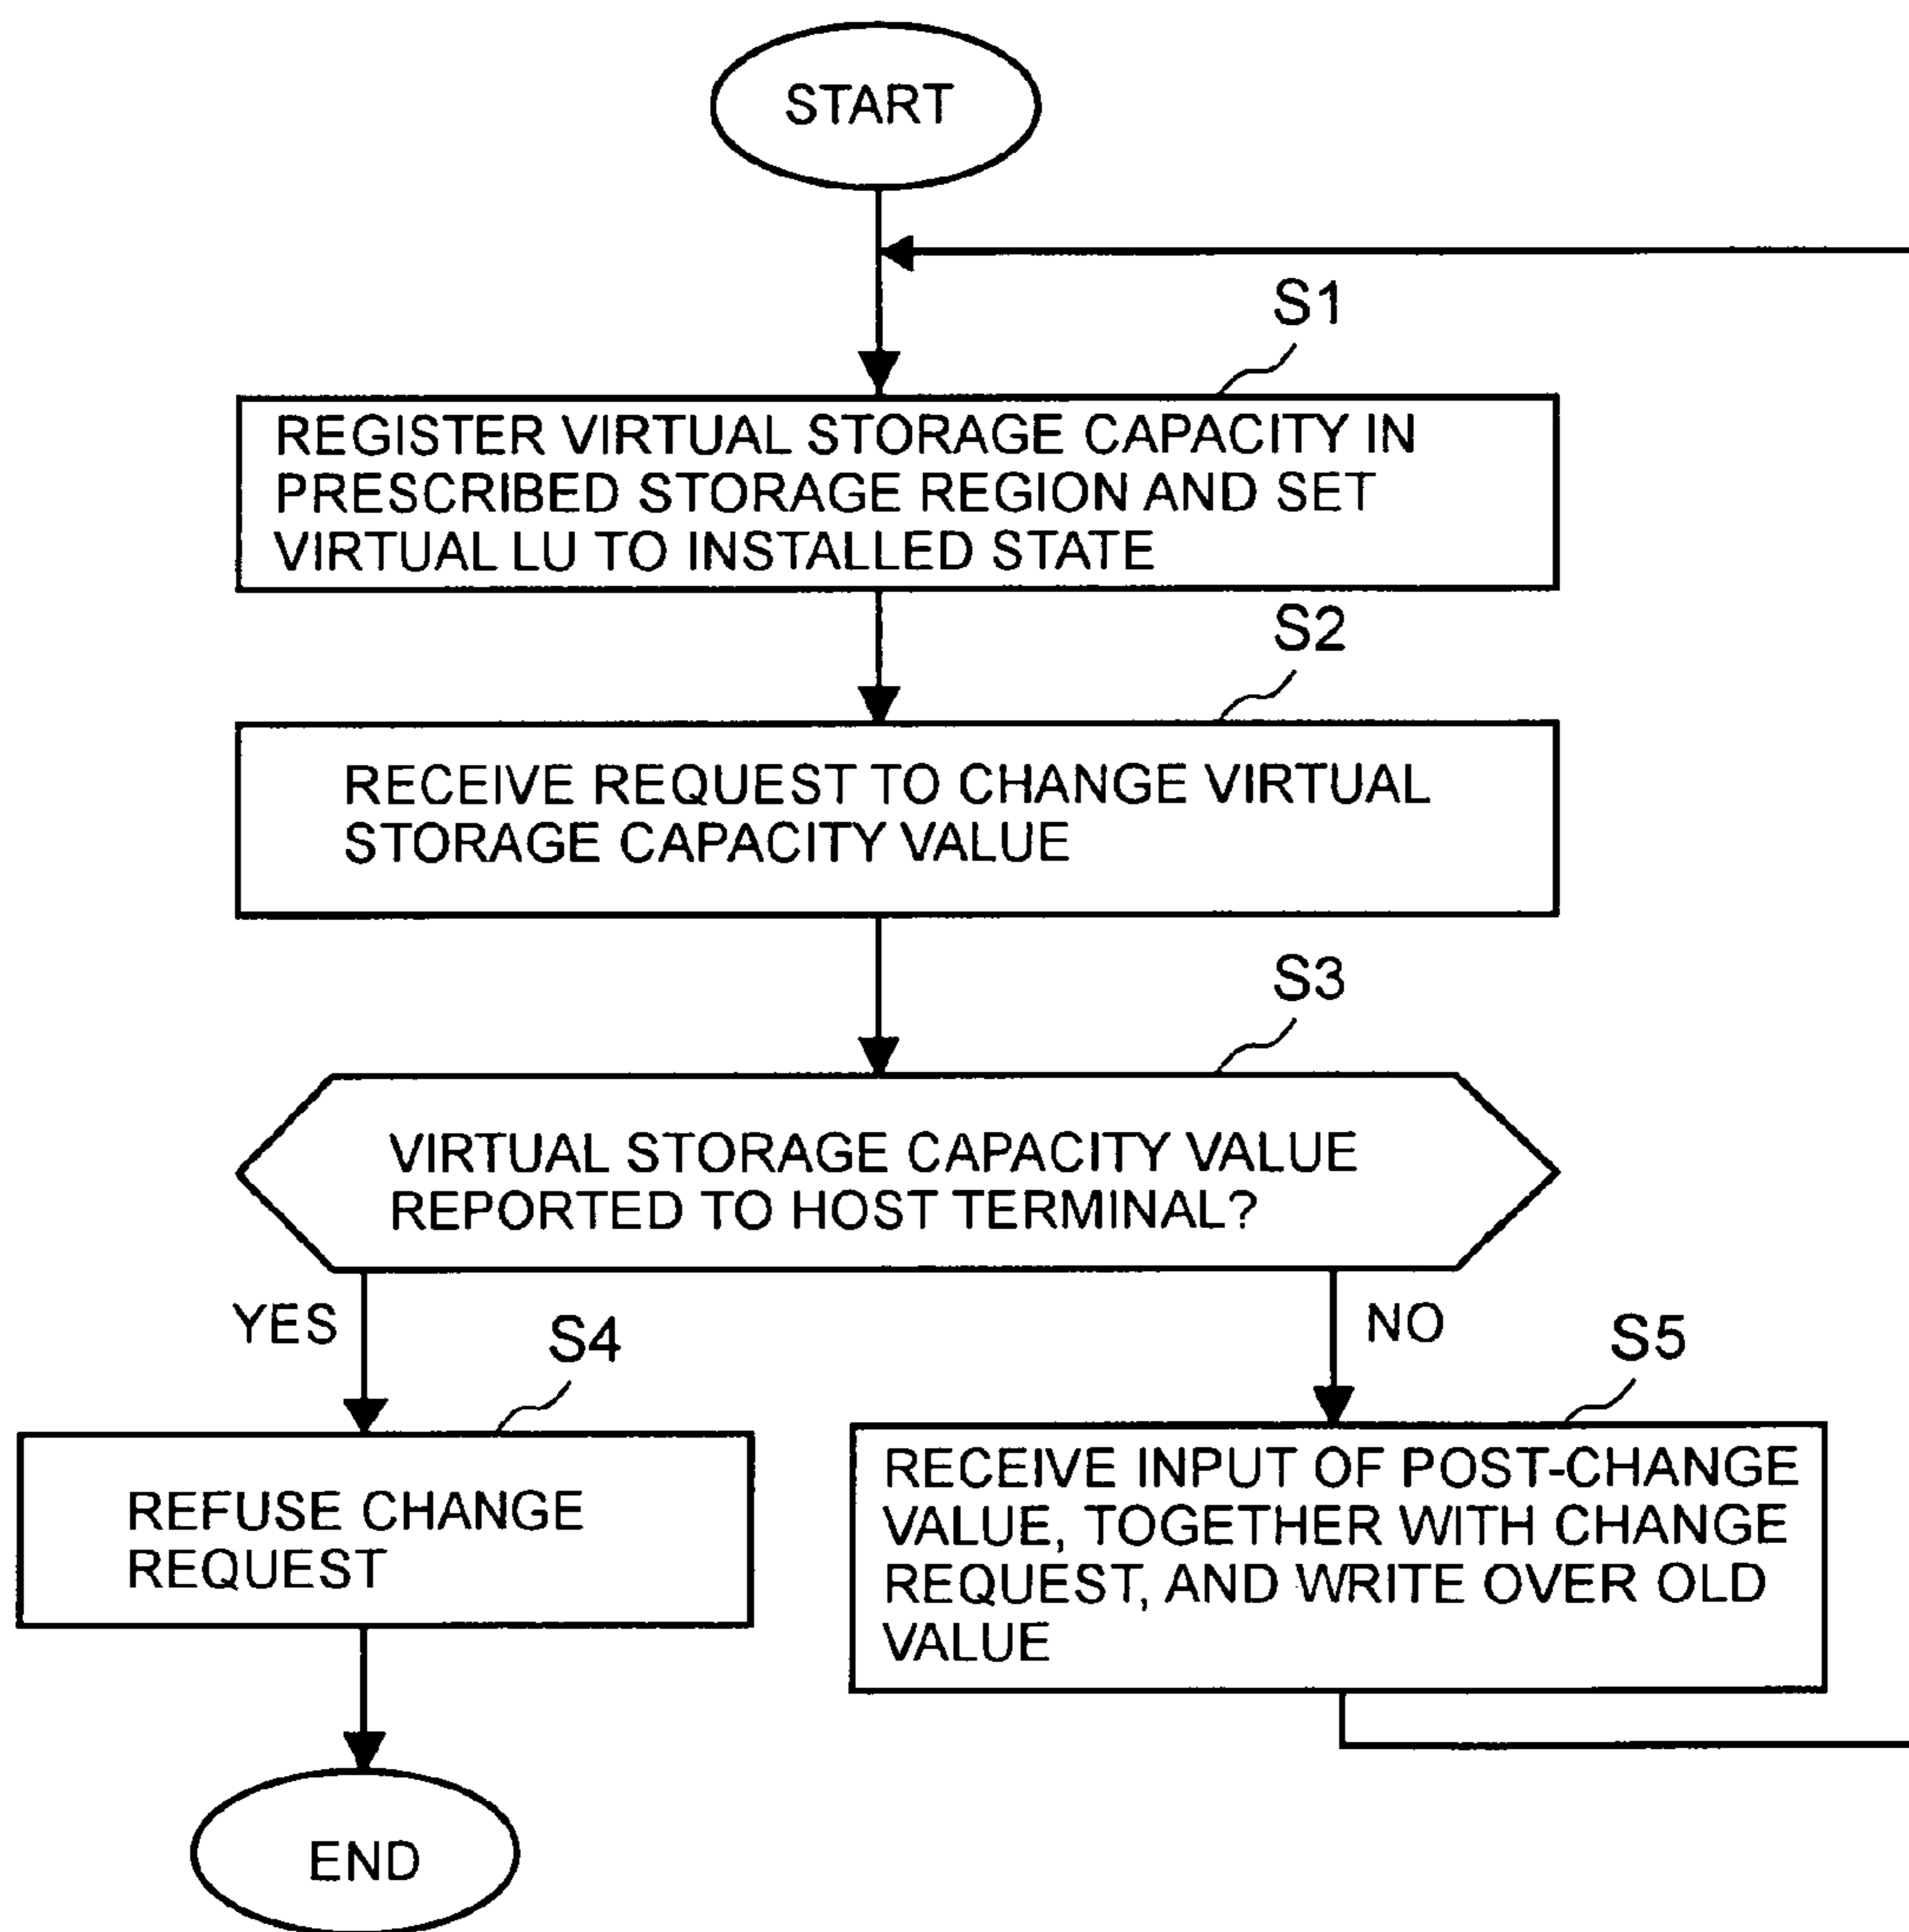 START
S1
REGISTER VIRTUAL STORAGE CAPACITY IN
PRESCRIBED STORAGE REGION AND SET
VIRTUAL LU TO INSTALLED STATE
S2
RECEIVE REQUEST TO CHANGE VIRTUAL
STORAGE CAPACITY VALUE
S3
VIRTUAL STORAGE CAPACITY VALUE
REPORTED TO HOST TERMINAL?
YES
NO
S4
REFUSE CHANGE
REQUEST
S5
RECEIVE INPUT OF POST-CHANGE
VALUE, TOGETHER WITH CHANGE
REQUEST, AND WRITE OVER OLD
VALUE
END